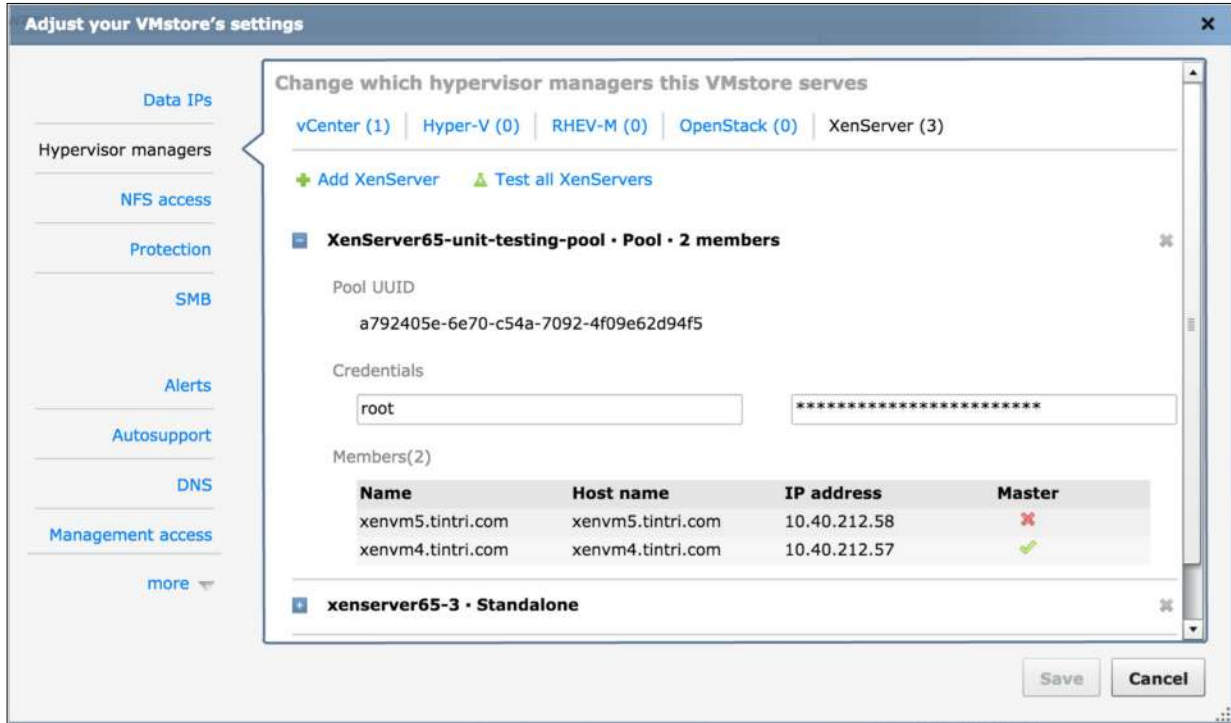 Adjust your VMstore's settings
Data IPs
Hypervisor managers
NFS access
Protection
SMB
Alerts
Autosupport
DNS
Management access
more
Change which hypervisor managers this VMstore serves
vCenter (1) Hyper-V (0) RHEV-M (0) OpenStack (0) XenServer (3)
Add XenServer Test all XenServers
XenServer65-unit-testing-pool · Pool · 2 members
Pool UUID
a792405e-6e70-c54a-7092-4f09e62d94f5
Credentials
root ************************
Members(2)
Name Host name IP address Master
xenvm5.tintri.com xenvm5.tintri.com 10.40.212.58
xenvm4.tintri.com xenvm4.tintri.com 10.40.212.57
xenserver65-3 · Standalone
Save Cancel